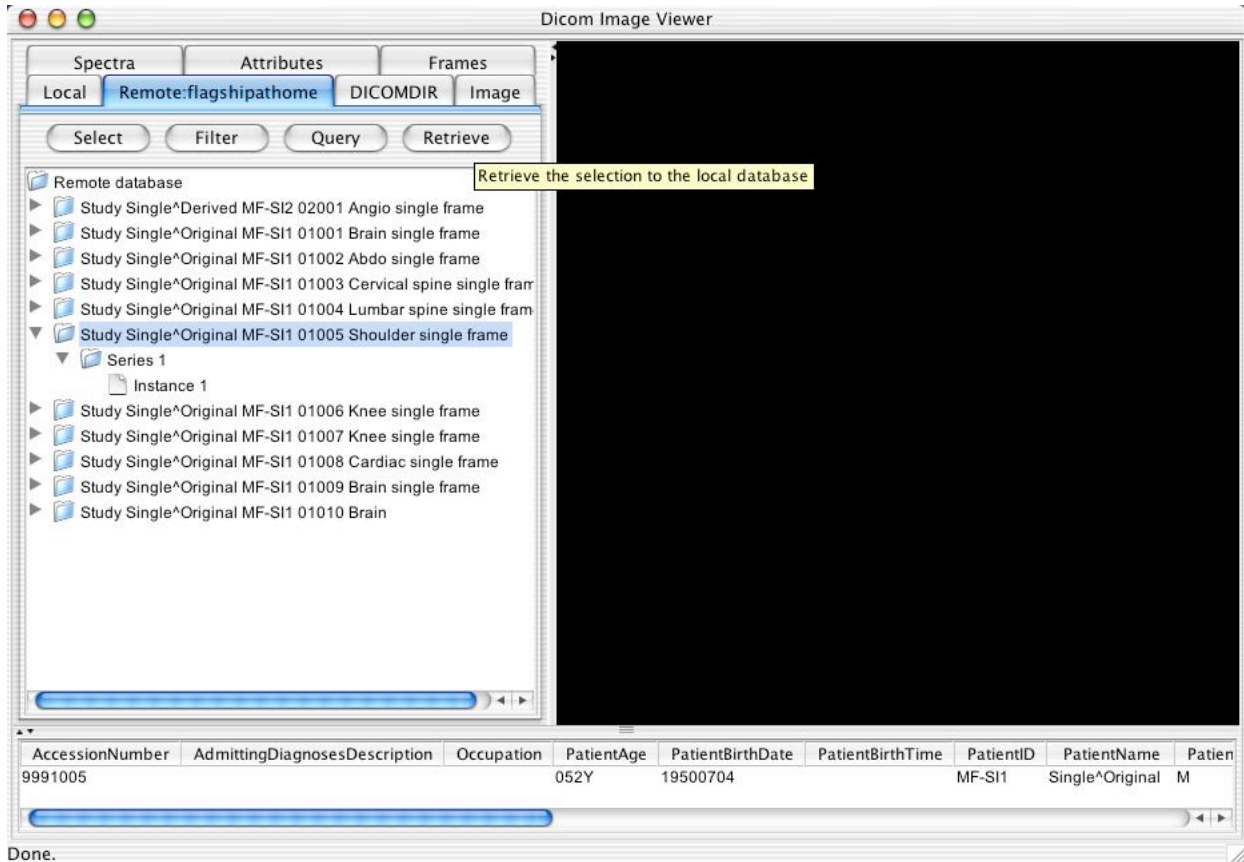 Dicom Image Viewer
Spectra Attributes Frames
Local Remote:flagshipathome DICOMDIR Image
Select Filter Query Retrieve
Retrieve the selection to the local database
Remote database
Study Single^Derived MF-SI2 02001 Angio single frame
Study Single^Original MF-SI1 01001 Brain single frame
Study Single^Original MF-SI1 01002 Abdo single frame
Study Single^Original MF-SI1 01003 Cervical spine single fram
Study Single^Original MF-SI1 01004 Lumbar spine single fram
Study Single^Original MF-SI1 01005 Shoulder single frame
Series 1
Instance 1
Study Single^Original MF-SI1 01006 Knee single frame
Study Single^Original MF-SI1 01007 Knee single frame
Study Single^Original MF-SI1 01008 Cardiac single frame
Study Single^Original MF-SI1 01009 Brain single frame
Study Single^Original MF-SI1 01010 Brain
AccessionNumber AdmittingDiagnosesDescription Occupation PatientAge PatientBirthDate PatientBirthTime PatientID PatientName Patien
9991005 052Y 19500704 MF-SI1 Single^Original M
Done.